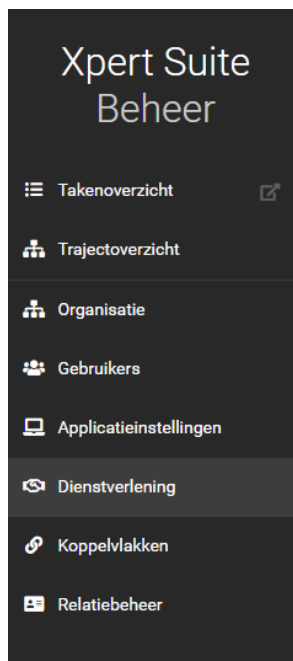 Xpert Suite
Beheer
Takenoverzicht
Trajectoverzicht
Organisatie
Gebruikers
Applicatieinstellingen
Dienstverlening
Koppelvlakken
Relatiebeheer